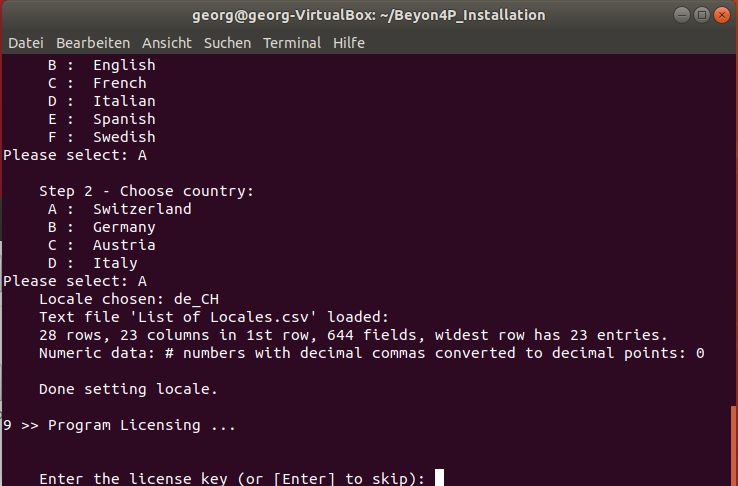 georg@georg-VirtualBox: ~/Beyon4P_Installation
Datei Bearbeiten Ansicht Suchen Terminal Hilfe
B : English
C : French
D : Italian
E : Spanish
F : Swedish
Please select: A
Step 2 - Choose country:
A : Switzerland
B : Germany
C : Austria
D : Italy
Please select: A
Locale chosen: de_CH
Text file 'List of Locales.csv' loaded:
28 rows, 23 columns in 1st row, 644 fields, widest row has 23 entries.
Numeric data: # numbers with decimal commas converted to decimal points: 0
Done setting locale.
9 >> Program Licensing ...
Enter the license key (or [Enter] to skip):